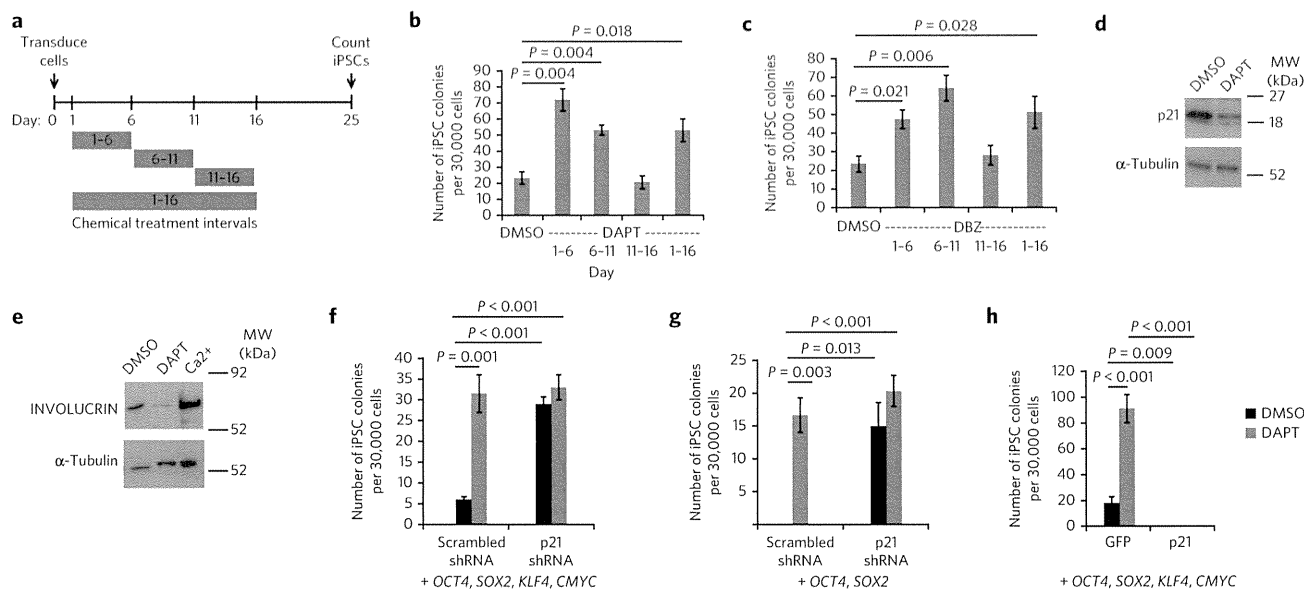 a
Transduce
cells
Count
iPSCs
Day: 0 1 6 11 16 25
1–6
6–11
11–16
1–16
Chemical treatment intervals
b
Number of iPSC colonies
per 30,000 cells
P = 0.018
P = 0.004
P = 0.004
90
80
70
60
50
40
30
20
10
0
DMSO DAPT
1–6 6–11 11–16 1–16
Day
c
Number of iPSC colonies
per 30,000 cells
P = 0.028
P = 0.006
P = 0.021
80
70
60
50
40
30
20
10
0
DMSO DBZ
1–6 6–11 11–16 1–16
d
DMSO DAPT
MW
(kDa)
27
p21
18
α-Tubulin
52
e
DMSO DAPT Ca2+
MW
(kDa)
92
INVOLUCRIN
52
α-Tubulin
52
f
Number of iPSC colonies
per 30,000 cells
P < 0.001
P < 0.001
P = 0.001
40
35
30
25
20
15
10
5
0
Scrambled
shRNA
p21
shRNA
+ OCT4, SOX2, KLF4, CMYC
g
Number of iPSC colonies
per 30,000 cells
P < 0.001
P = 0.013
P = 0.003
25
20
15
10
5
Scrambled
shRNA
p21
shRNA
+ OCT4, SOX2
h
Number of iPSC colonies
per 30,000 cells
P < 0.001
P = 0.009
P < 0.001
120
100
80
60
40
20
0
GFP p21
+ OCT4, SOX2, KLF4, CMYC
DMSO
DAPT